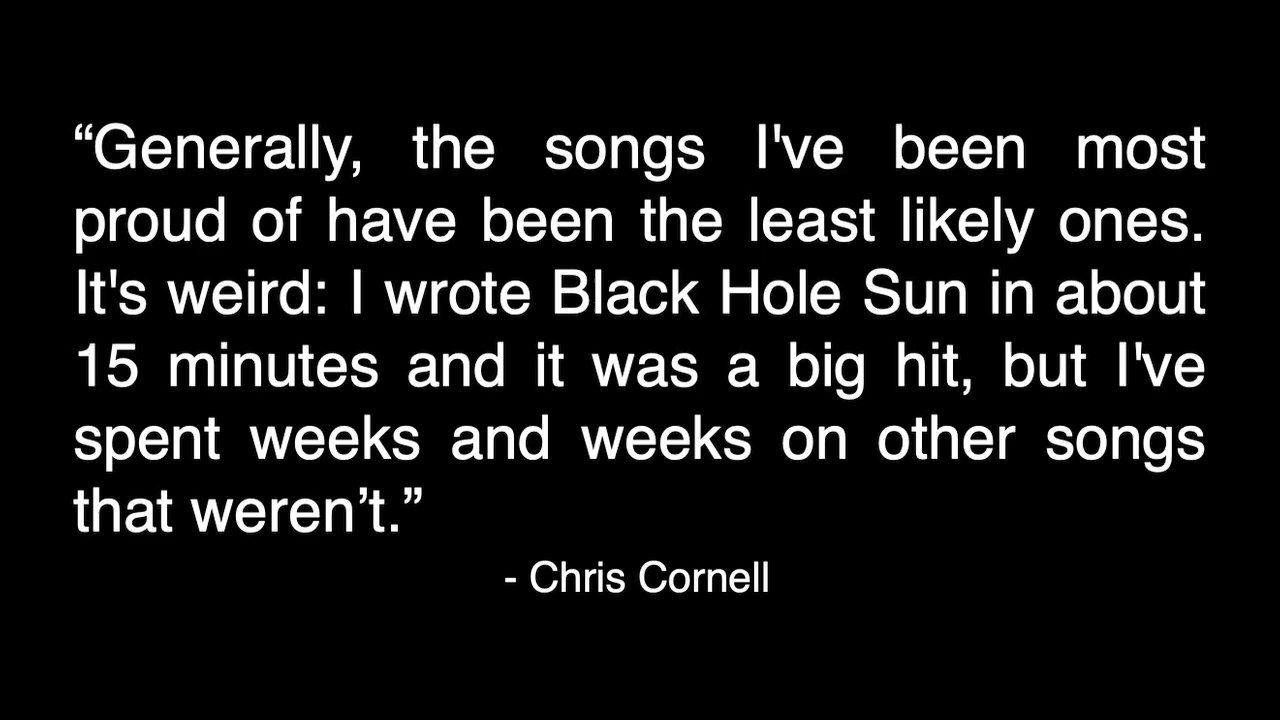 “Generally, the songs I've been most
proud of have been the least likely ones.
It's weird: I wrote Black Hole Sun in about
15 minutes and it was a big hit, but I've
spent weeks and weeks on other songs
that weren’t.”
- Chris Cornell